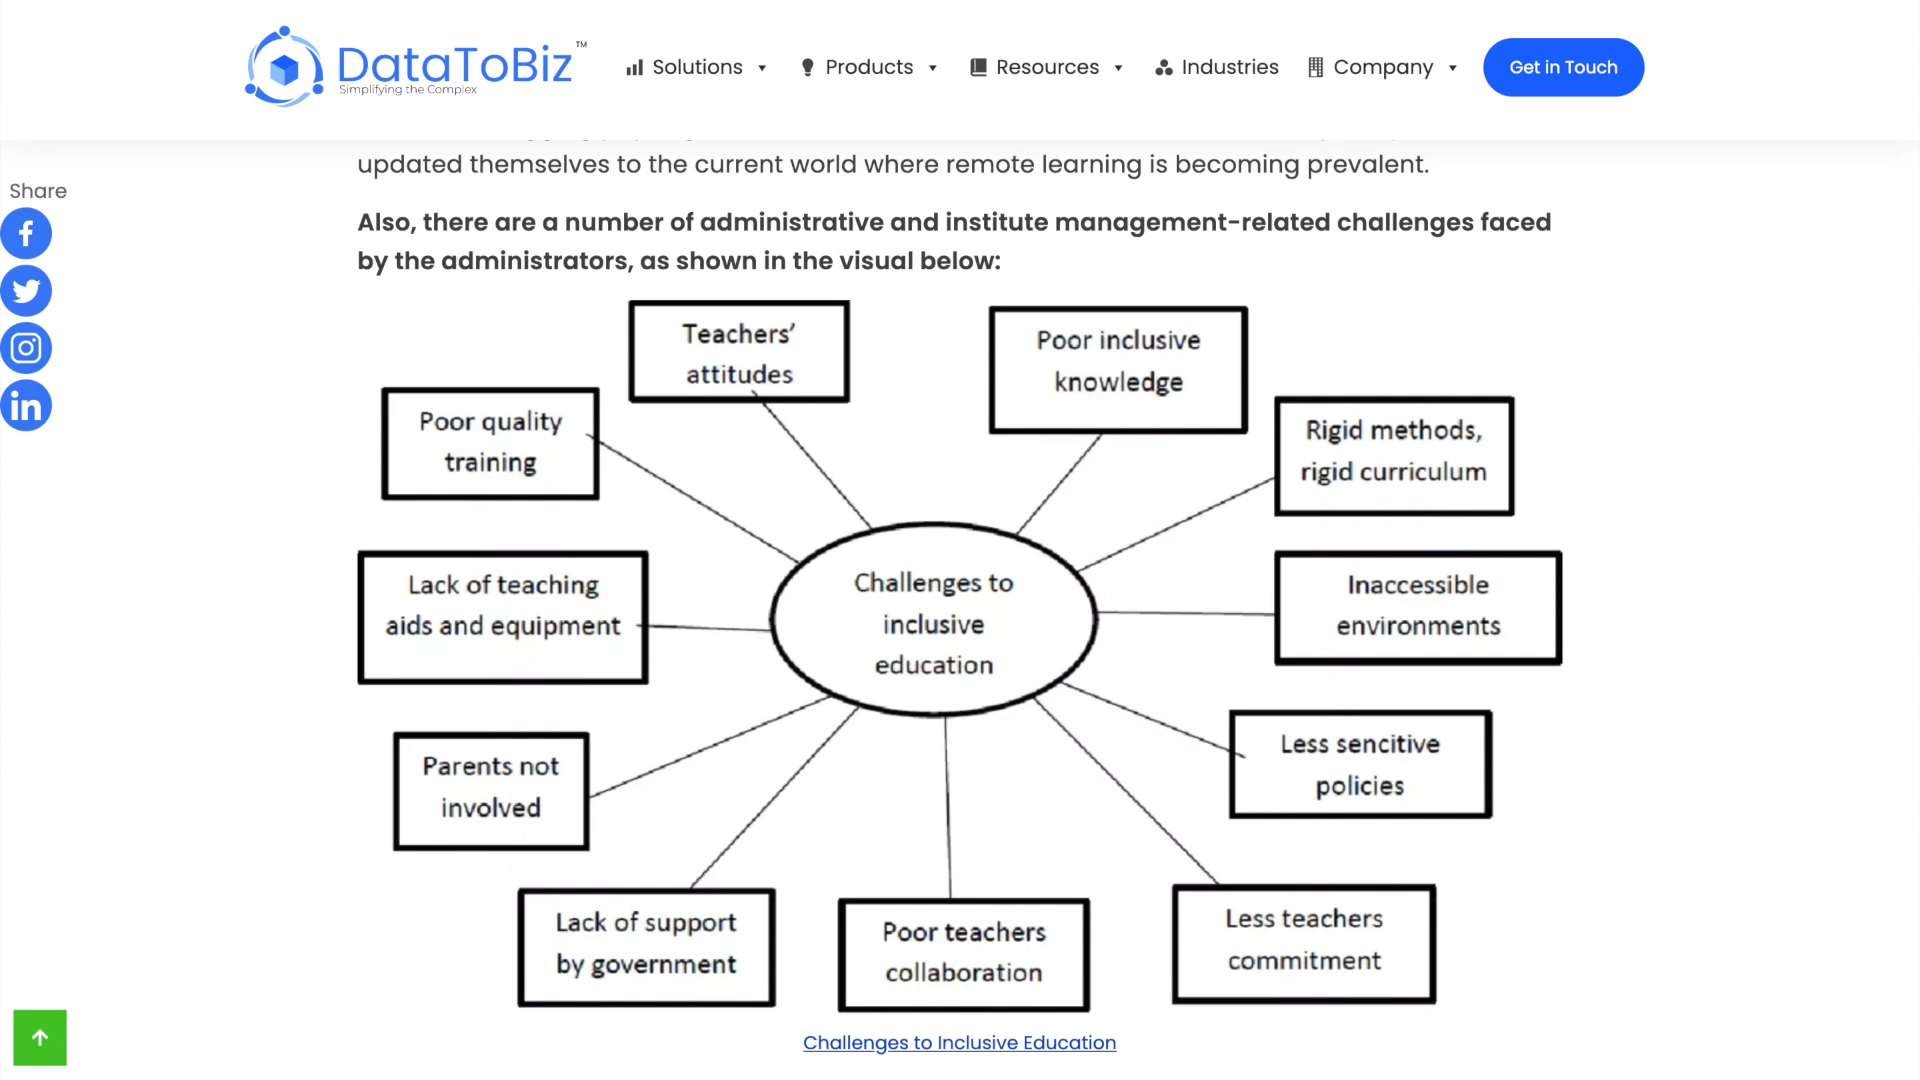 DataToBiz™
Simplifying the Complex
Solutions
Products
Resources
Industries
Company
Get in Touch
Share
updated themselves to the current world where remote learning is becoming prevalent.
Also, there are a number of administrative and institute management-related challenges faced
by the administrators, as shown in the visual below:
Teachers’
attitudes
Poor inclusive
knowledge
Poor quality
training
Rigid methods,
rigid curriculum
Lack of teaching
aids and equipment
Challenges to
inclusive
education
Inaccessible
environments
Parents not
involved
Less sencitive
policies
Lack of support
by government
Poor teachers
collaboration
Less teachers
commitment
Challenges to Inclusive Education